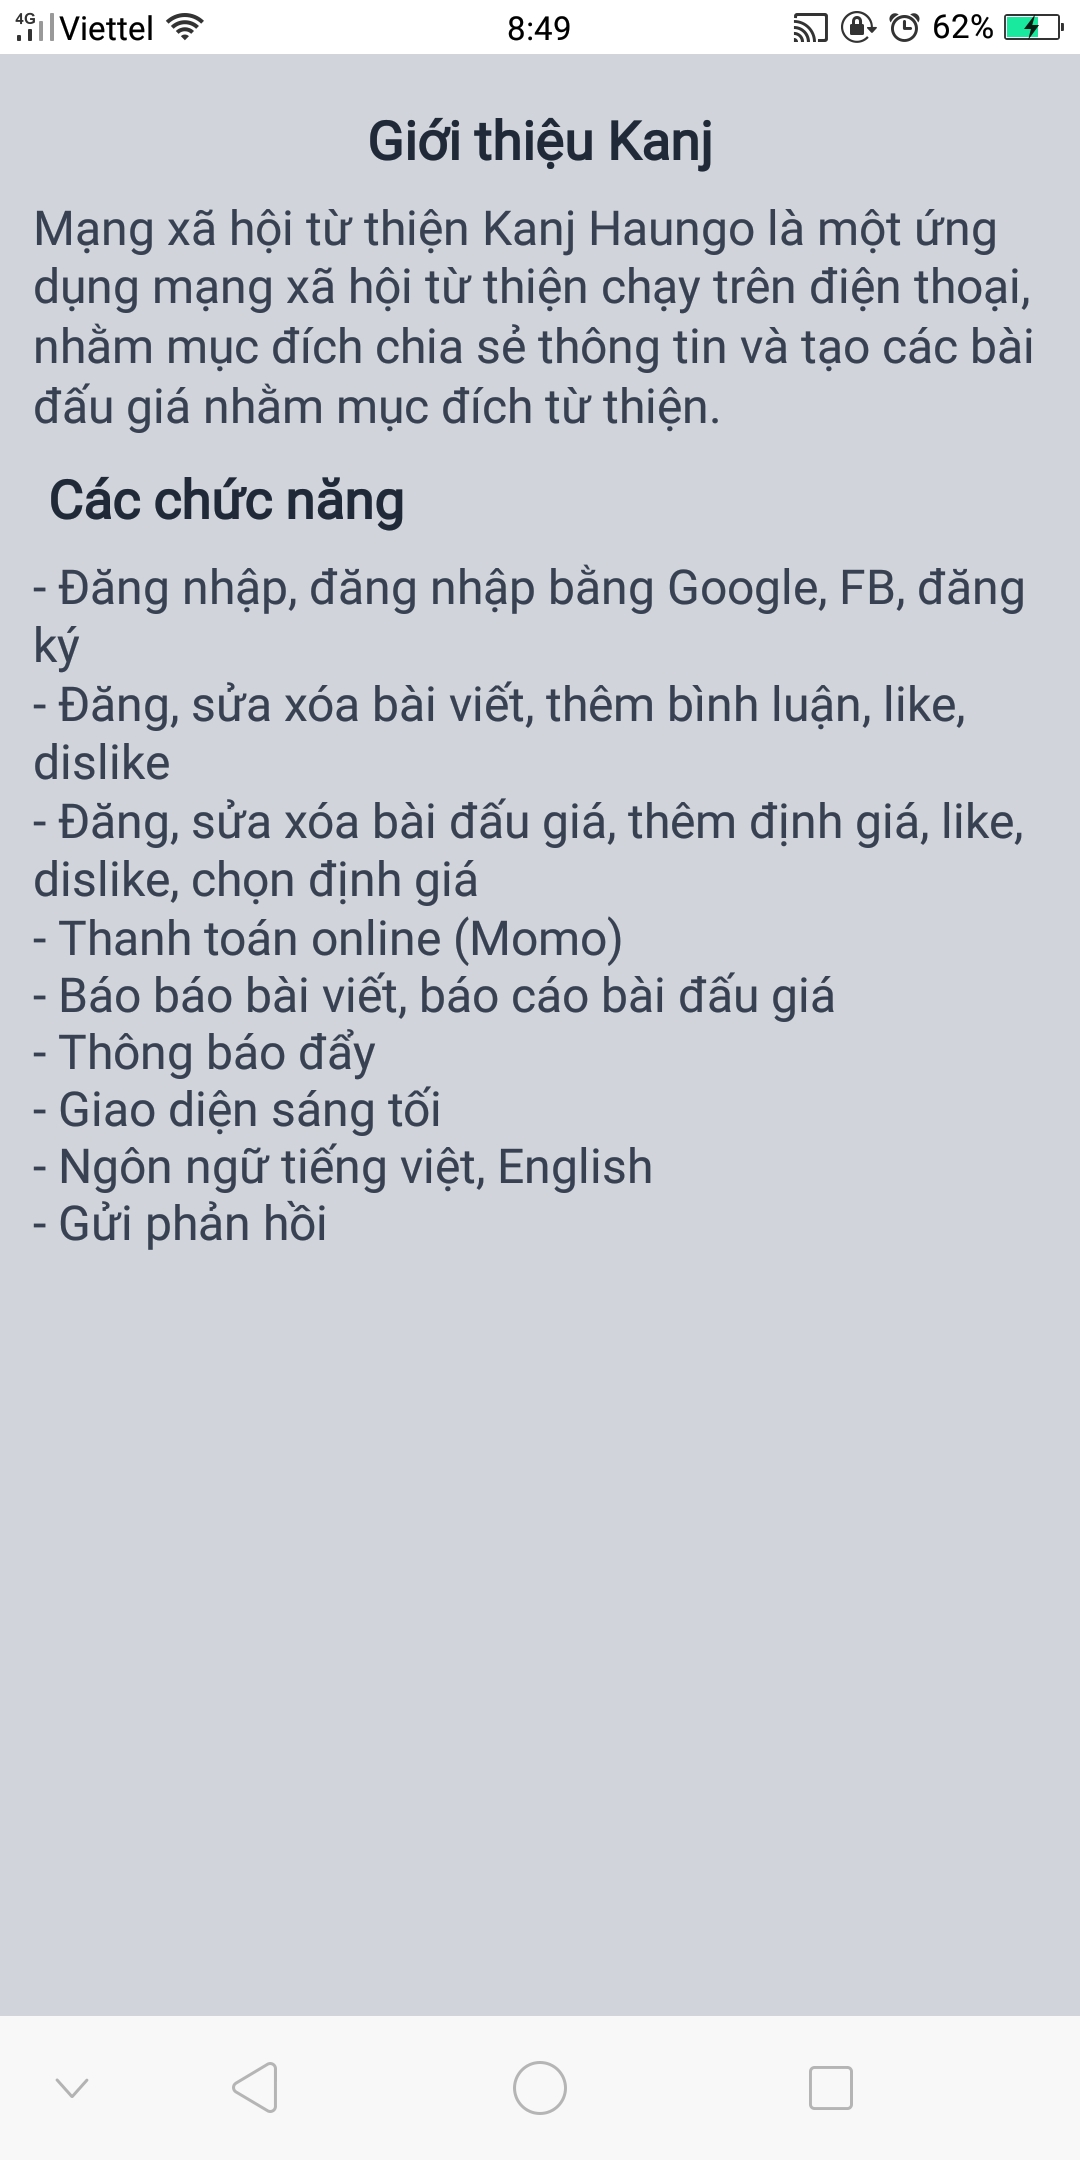 4G Viettel 8:49 62%
Giới thiệu Kanj
Mạng xã hội từ thiện Kanj Haungo là một ứng
dụng mạng xã hội từ thiện chạy trên điện thoại,
nhằm mục đích chia sẻ thông tin và tạo các bài
đấu giá nhằm mục đích từ thiện.
Các chức năng
- Đăng nhập, đăng nhập bằng Google, FB, đăng
ký
- Đăng, sửa xóa bài viết, thêm bình luận, like,
dislike
- Đăng, sửa xóa bài đấu giá, thêm định giá, like,
dislike, chọn định giá
- Thanh toán online (Momo)
- Báo báo bài viết, báo cáo bài đấu giá
- Thông báo đẩy
- Giao diện sáng tối
- Ngôn ngữ tiếng việt, English
- Gửi phản hồi